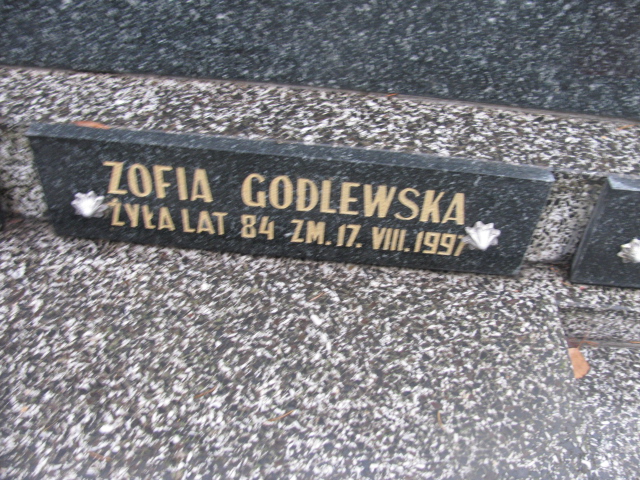 ZOFIA GODLEWSKA
ŻYŁA LAT 84 ZM. 17. VIII. 1997